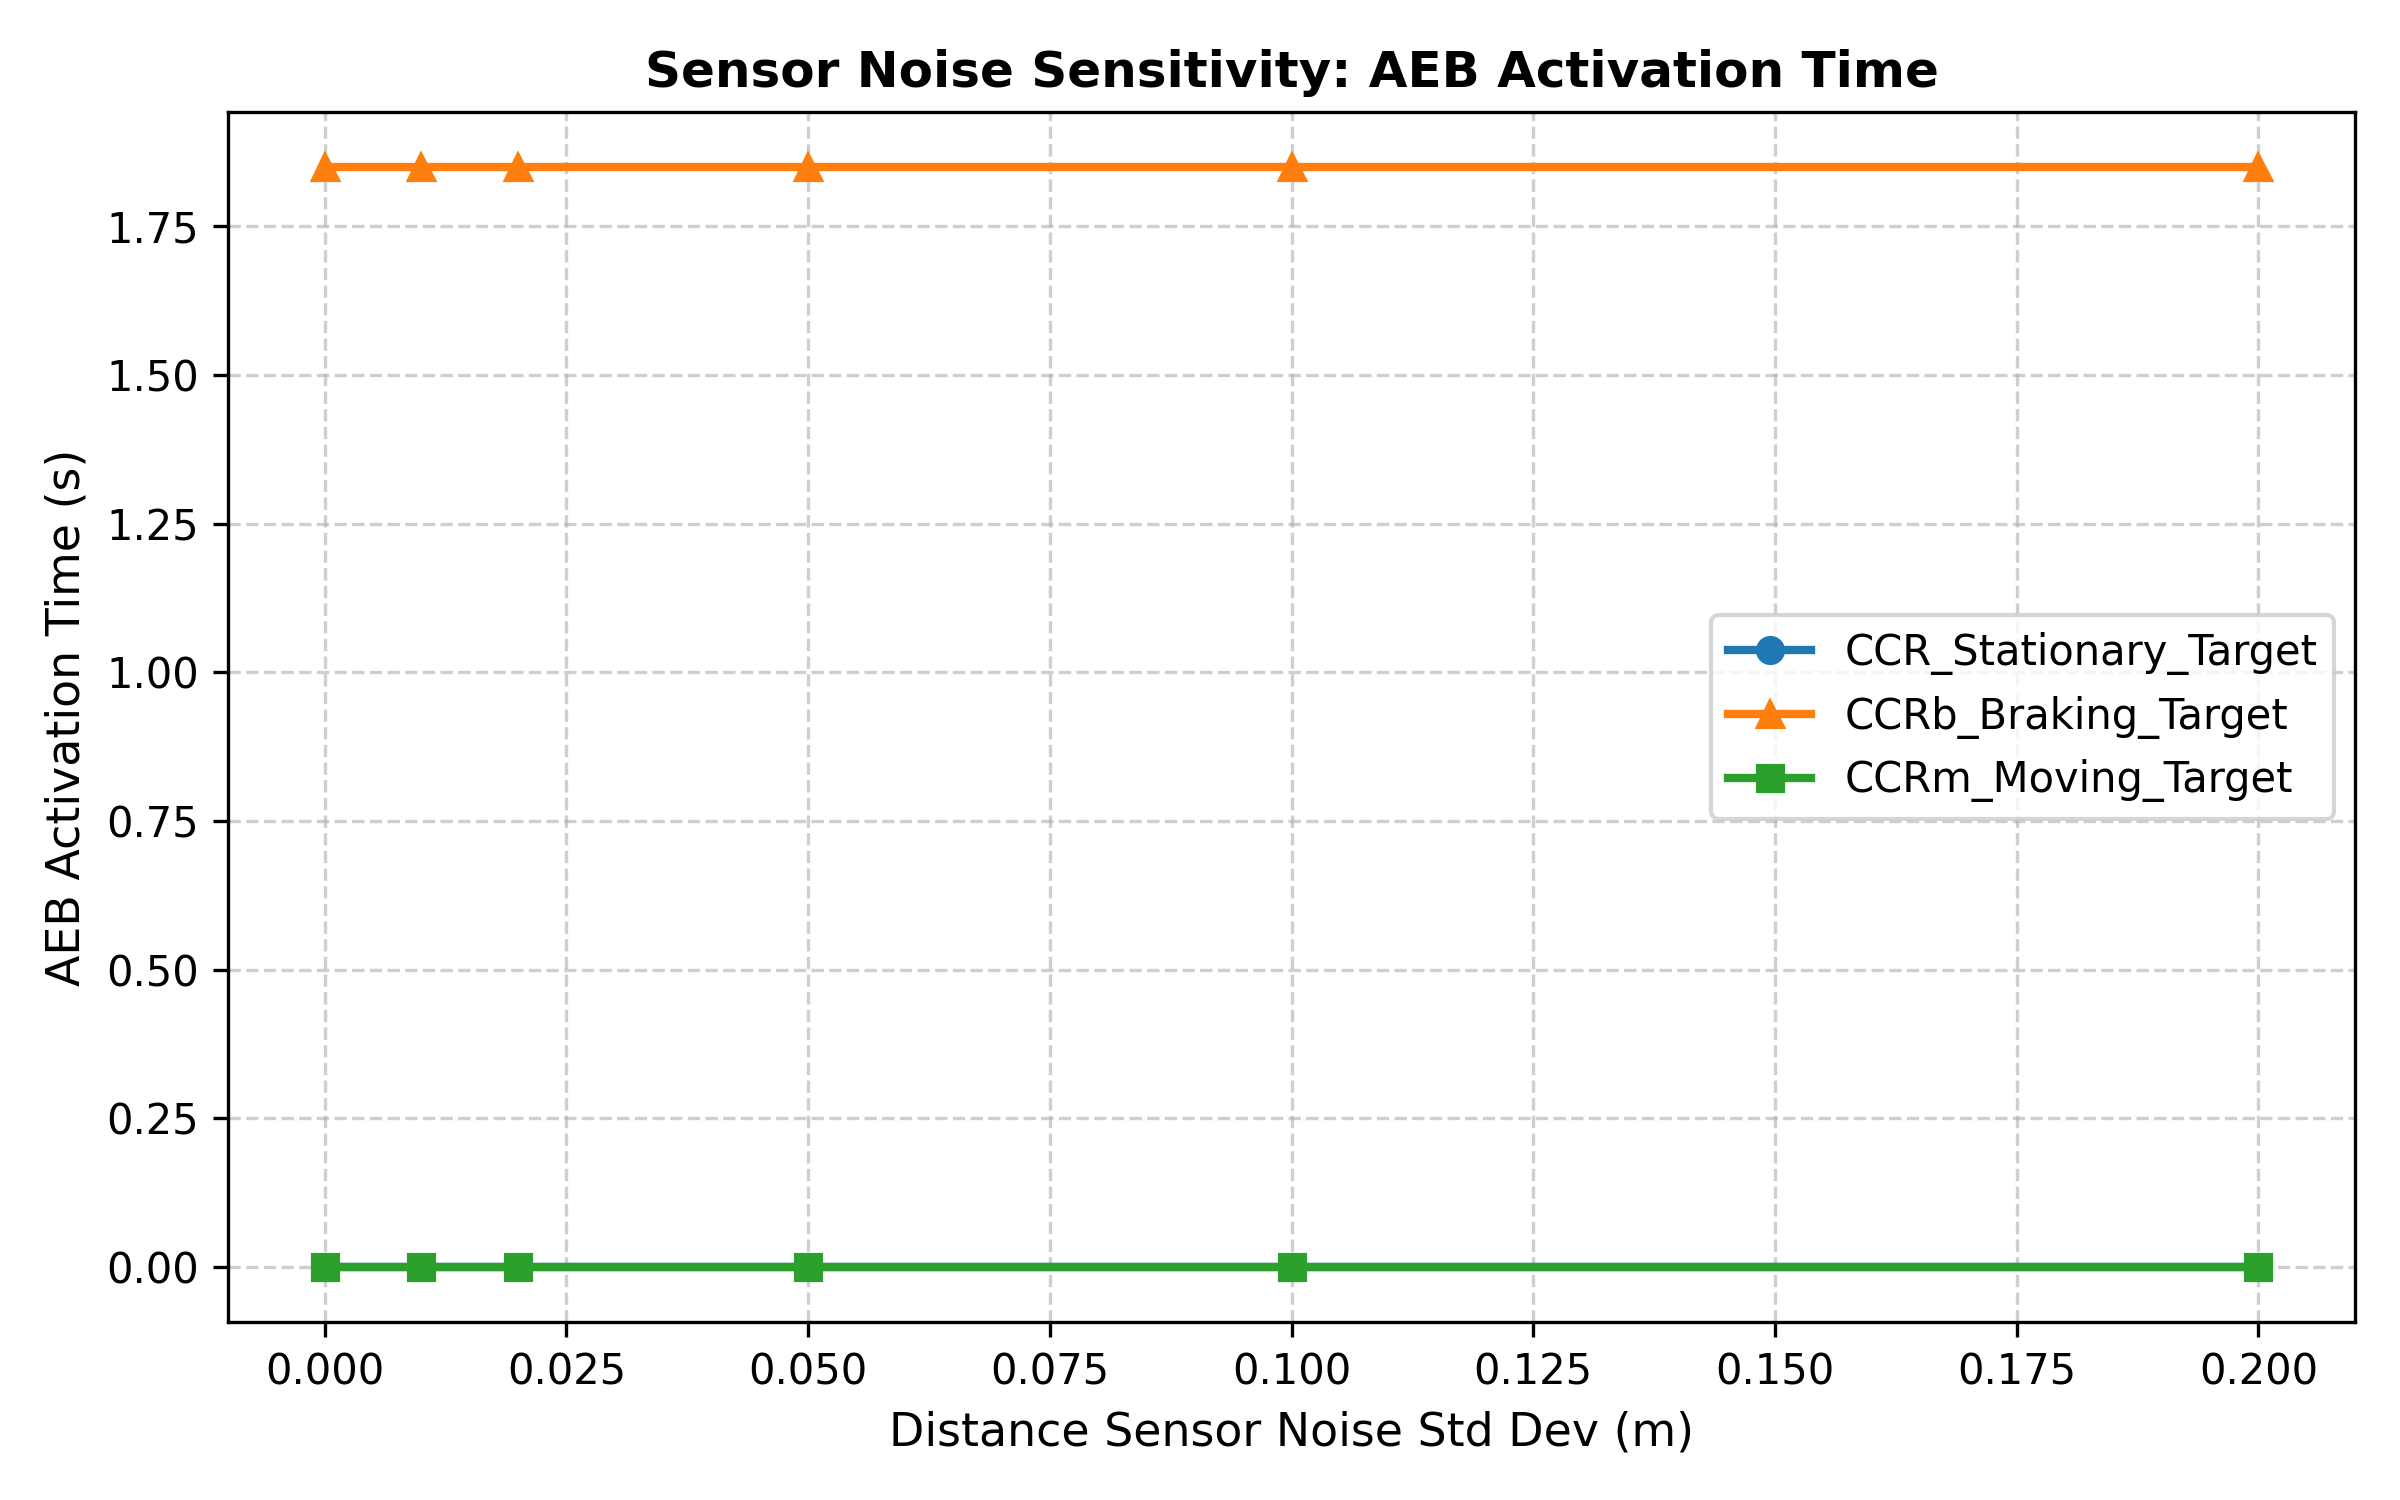 Sensor Noise Sensitivity: AEB Activation Time
AEB Activation Time (s)
1.75
1.50
1.25
1.00
0.75
0.50
0.25
0.00
CCR_Stationary_Target
CCRb_Braking_Target
CCRm_Moving_Target
0.000 0.025 0.050 0.075 0.100 0.125 0.150 0.175 0.200
Distance Sensor Noise Std Dev (m)